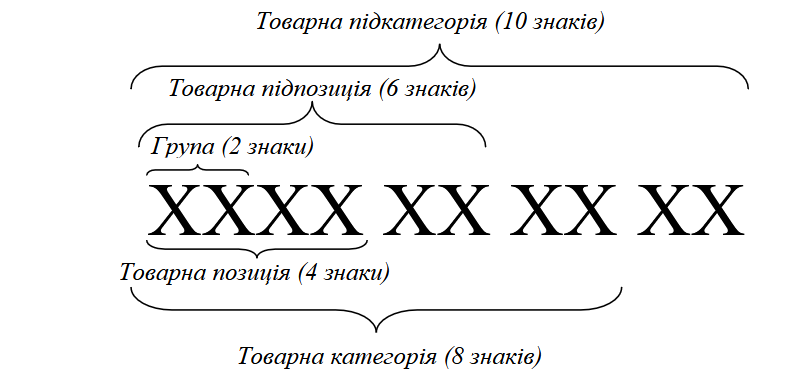 Товарна підкатегорія (10 знаків)
Товарна підпозиція (6 знаків)
Група (2 знаки)
XXXX XX XX XX
Товарна позиція (4 знаки)
Товарна категорія (8 знаків)